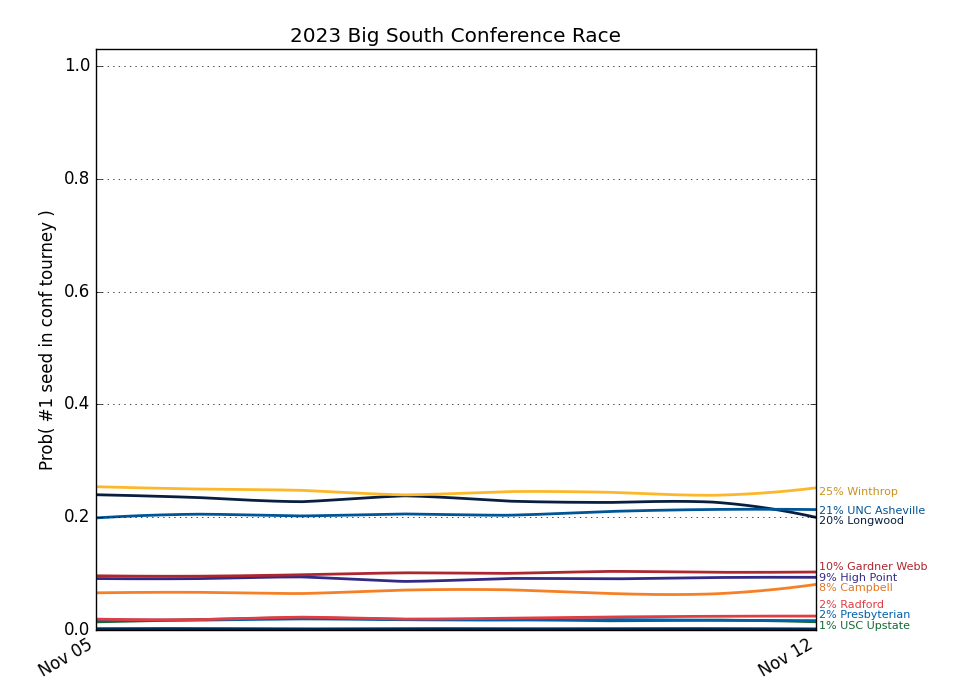 2023 Big South Conference Race
Prob( #1 seed in conf tourney )
1.0
0.8
0.6
0.4
0.2
0.0
Nov 05
Nov 12
25% Winthrop
21% UNC Asheville
20% Longwood
10% Gardner Webb
9% High Point
8% Campbell
2% Radford
2% Presbyterian
1% USC Upstate